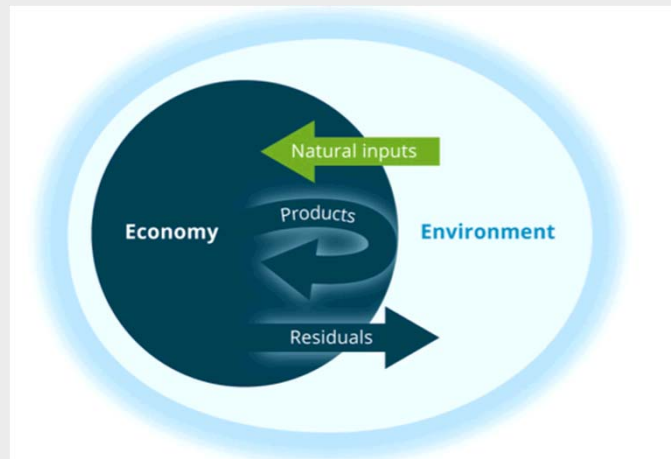 Natural inputs
Products
Economy
Environment
Residuals